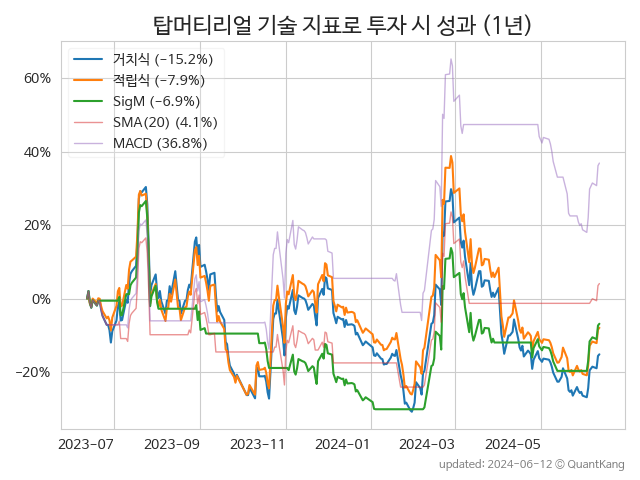 탑머티리얼 기술 지표로 투자 시 성과 (1년)
거치식 (−15.2%)
적립식 (−7.9%)
SigM (−6.9%)
SMA(20) (4.1%)
MACD (36.8%)
60%
40%
20%
0%
−20%
2023-07 2023-09 2023-11 2024-01 2024-03 2024-05
updated: 2024-06-12 © QuantKang